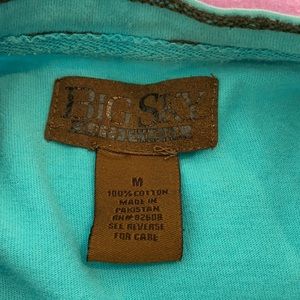 BIG SKY
M
100% COTTON
MADE IN
PAKISTAN
RN# 92608
SEE REVERSE
FOR CARE